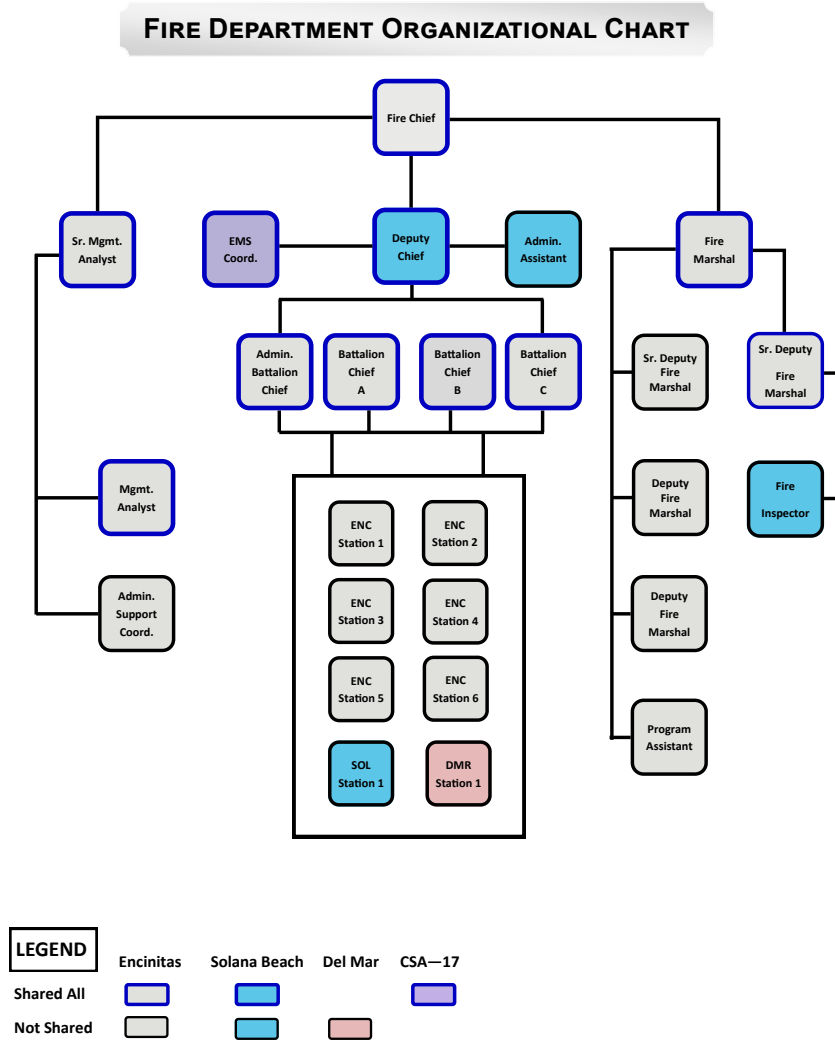 FIRE DEPARTMENT ORGANIZATIONAL CHART
Fire Chief
Sr. Mgmt.
Analyst
EMS
Coord.
Deputy
Chief
Admin.
Assistant
Fire
Marshal
Admin.
Battalion
Chief
Battalion
Chief
A
Battalion
Chief
B
Battalion
Chief
C
Sr. Deputy
Fire
Marshal
Sr. Deputy
Fire
Marshal
Mgmt.
Analyst
Deputy
Fire
Marshal
Fire
Inspector
ENC
Station 1
ENC
Station 2
Admin.
Support
Coord.
ENC
Station 3
ENC
Station 4
Deputy
Fire
Marshal
ENC
Station 5
ENC
Station 6
Program
Assistant
SOL
Station 1
DMR
Station 1
LEGEND
Encinitas Solana Beach Del Mar CSA—17
Shared All
Not Shared